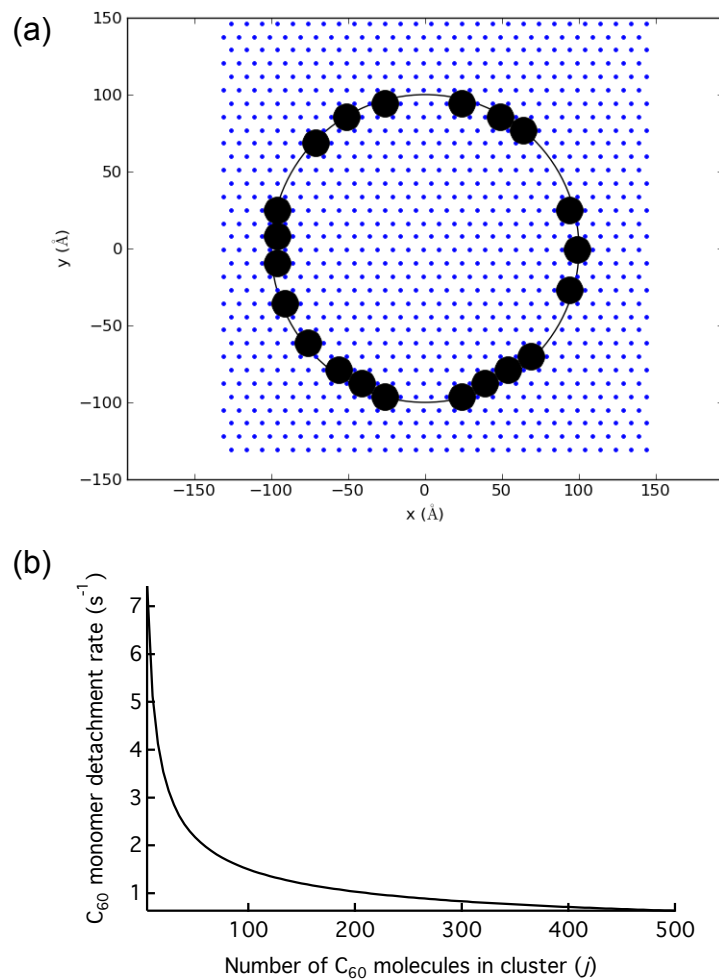 (a)
150
100
50
0
−50
−100
−150
y (Å)
−150 −100 −50 0 50 100 150
x (Å)
(b)
7
6
5
4
3
2
1
C60 monomer detachment rate (s-1)
100 200 300 400 500
Number of C60 molecules in cluster (j)